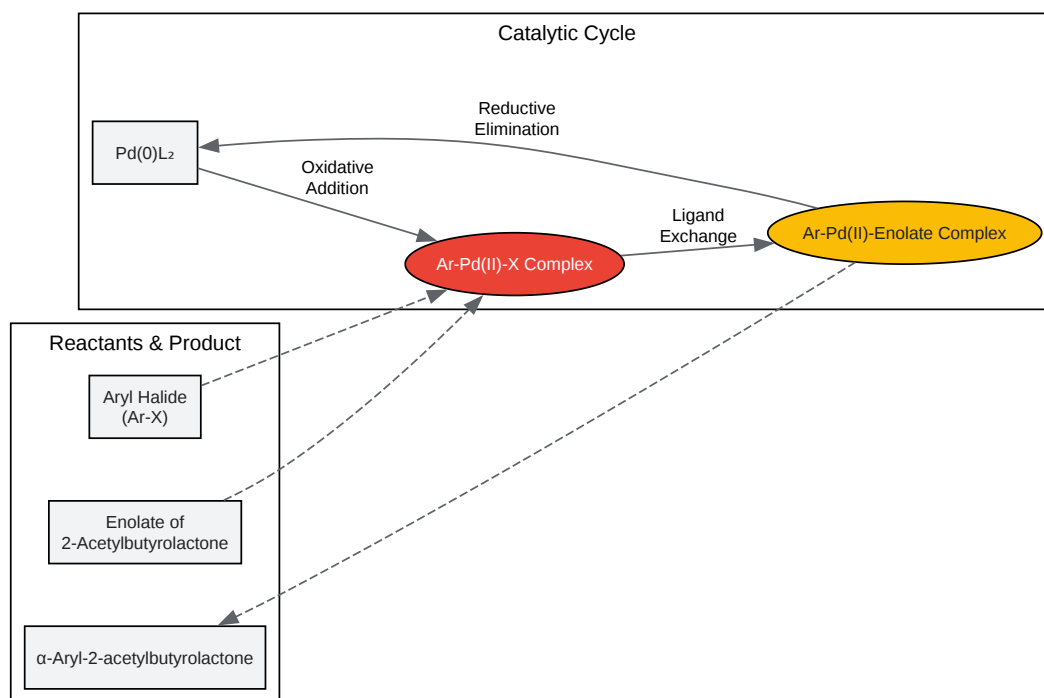 Catalytic Cycle
Reductive
Elimination
Pd(0)L₂
Oxidative
Addition
Ligand
Exchange
Ar-Pd(II)-Enolate Complex
Ar-Pd(II)-X Complex
Reactants & Product
Aryl Halide
(Ar-X)
Enolate of
2-Acetylbutyrolactone
α-Aryl-2-acetylbutyrolactone